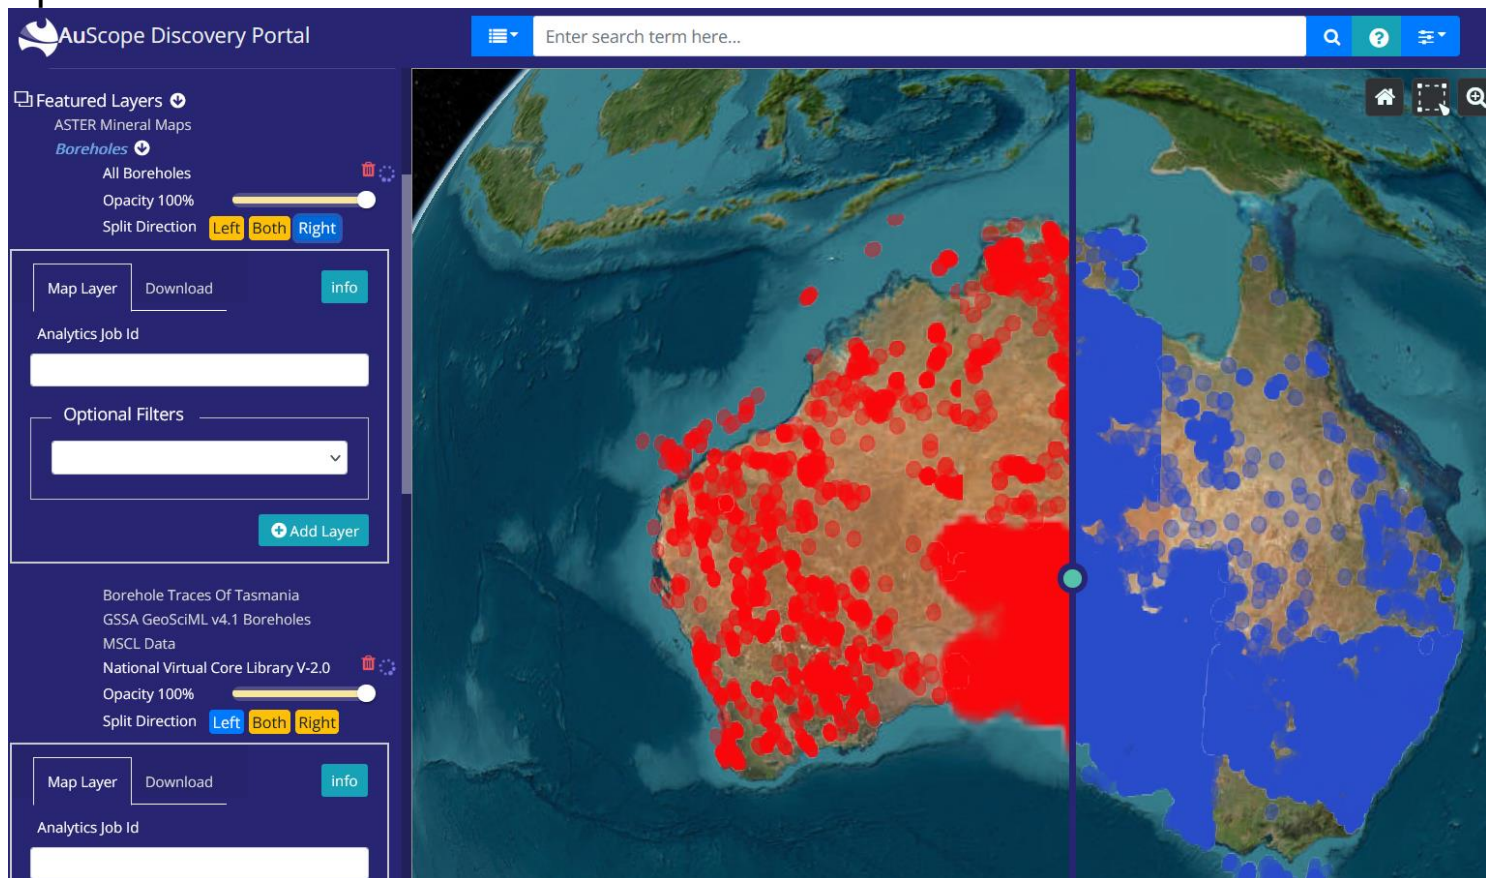 AuScope Discovery Portal
Enter search term here...
Featured Layers
ASTER Mineral Maps
Boreholes
All Boreholes
Opacity 100%
Split Direction Left Both Right
Map Layer Download info
Analytics Job Id
Optional Filters
Add Layer
Borehole Traces Of Tasmania
GSSA GeoSciML v4.1 Boreholes
MSCL Data
National Virtual Core Library V-2.0
Opacity 100%
Split Direction Left Both Right
Map Layer Download info
Analytics Job Id